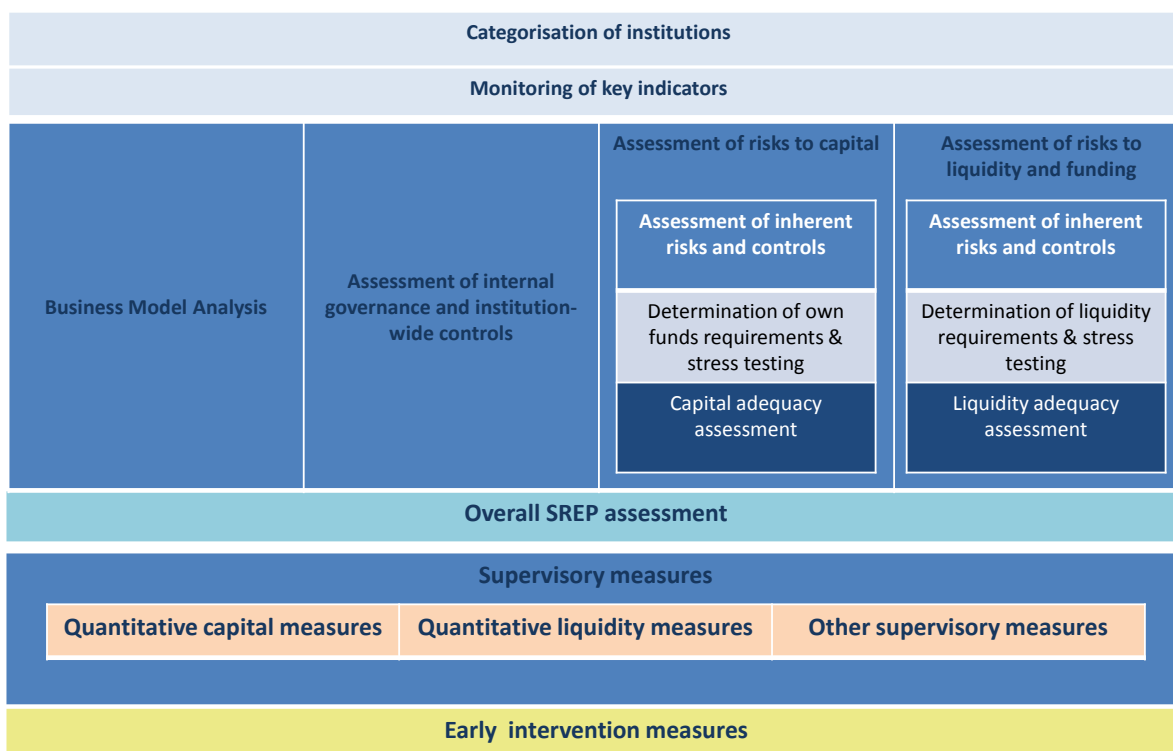 Categorisation of institutions
Monitoring of key indicators
Business Model Analysis
Assessment of internal
governance and institution-
wide controls
Assessment of risks to capital
Assessment of inherent
risks and controls
Determination of own
funds requirements &
stress testing
Capital adequacy
assessment
Assessment of risks to
liquidity and funding
Assessment of inherent
risks and controls
Determination of liquidity
requirements & stress
testing
Liquidity adequacy
assessment
Overall SREP assessment
Supervisory measures
Quantitative capital measures
Quantitative liquidity measures
Other supervisory measures
Early intervention measures